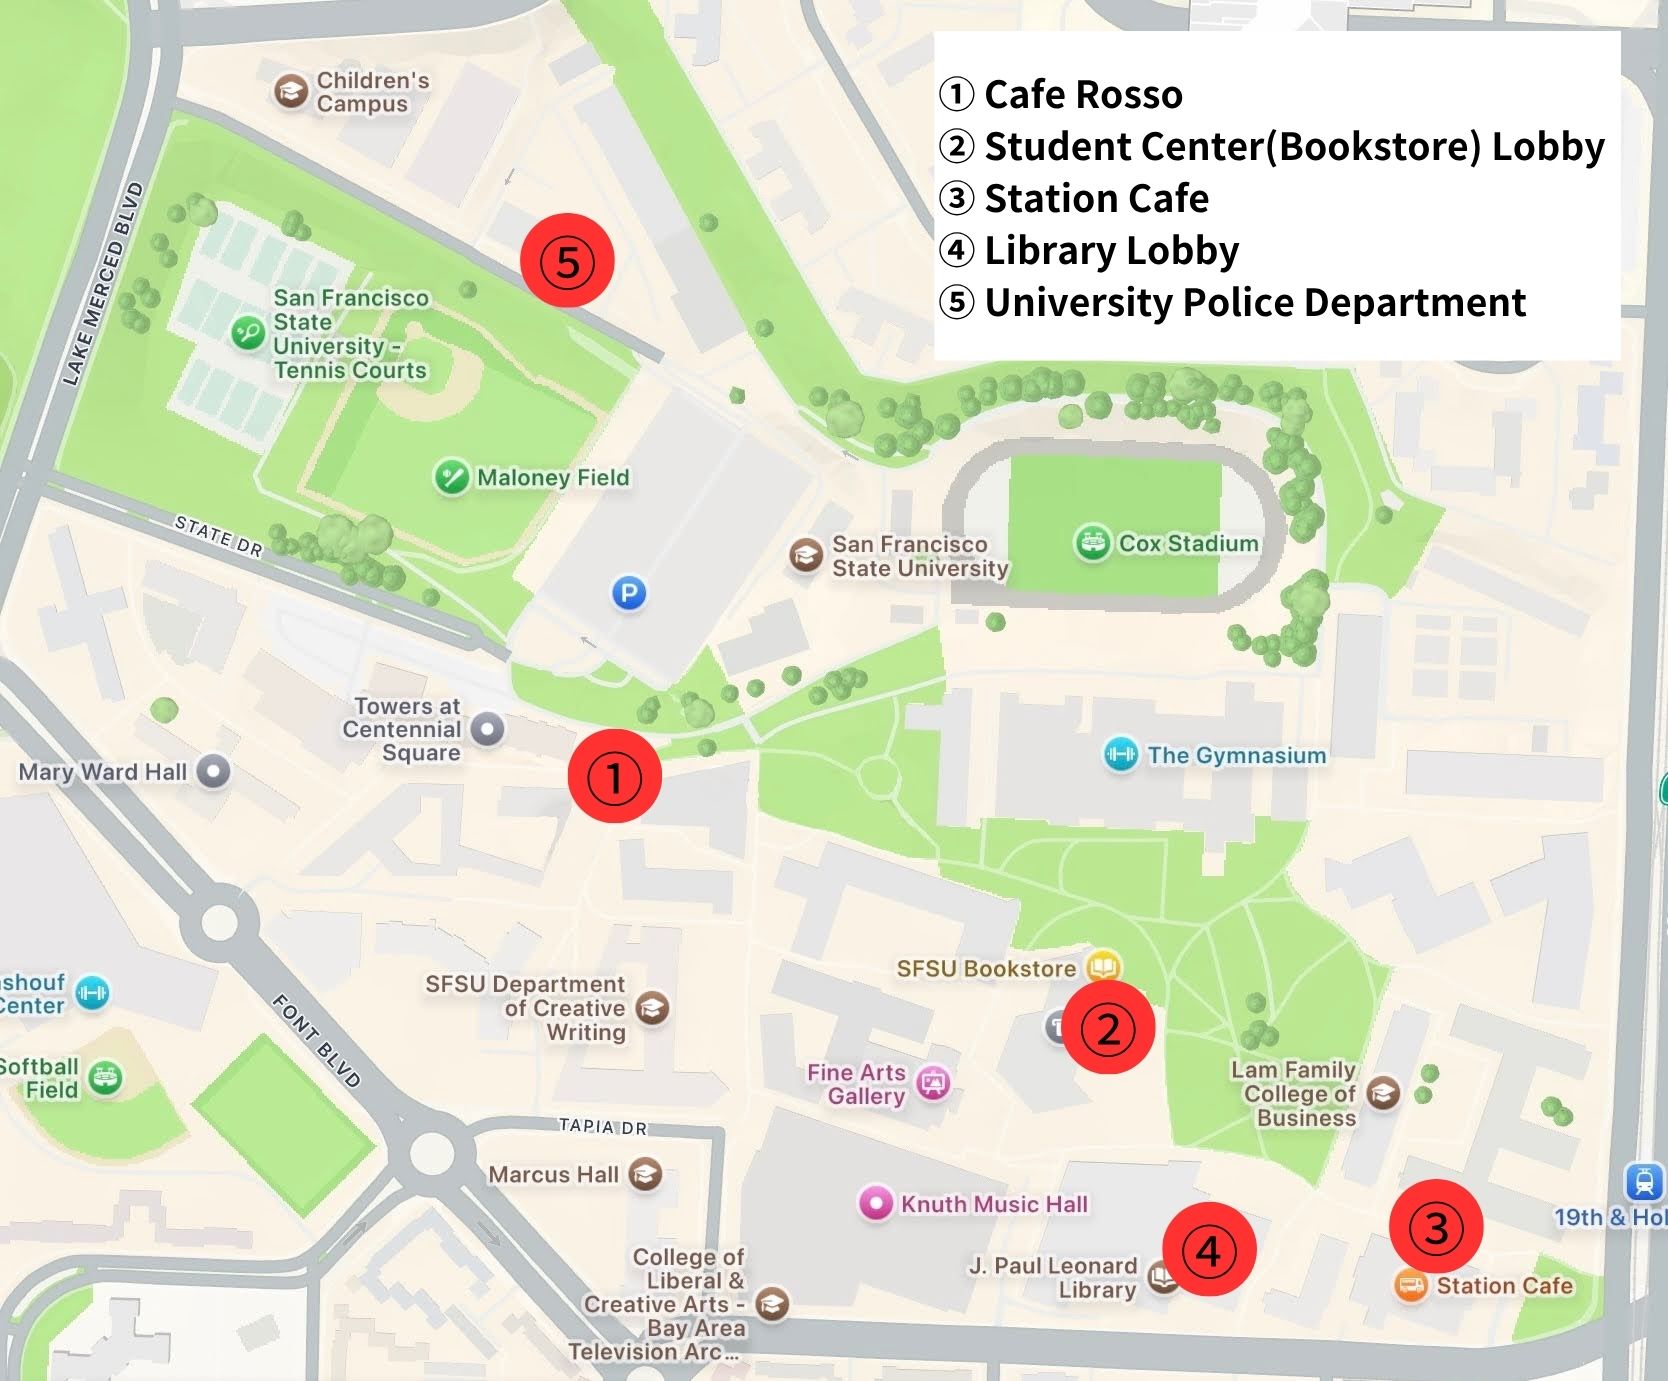 ① Cafe Rosso
② Student Center(Bookstore) Lobby
③ Station Cafe
④ Library Lobby
⑤ University Police Department
Children's
Campus
LAKE MERCED BLVD
⑤
San Francisco
State
University -
Tennis Courts
Maloney Field
STATE DR
P
San Francisco
State University
Cox Stadium
Towers at
Centennial
Square
Mary Ward Hall
①
The Gymnasium
SFSU Bookstore
②
shouf
Center
SFSU Department
of Creative
Writing
FONT BLVD
Softball
Field
Fine Arts
Gallery
Lam Family
College of
Business
TAPIA DR
Marcus Hall
Knuth Music Hall
③
19th & Hol
④
J. Paul Leonard
Library
Station Cafe
College of
Liberal &
Creative Arts -
Bay Area
Television Arc...